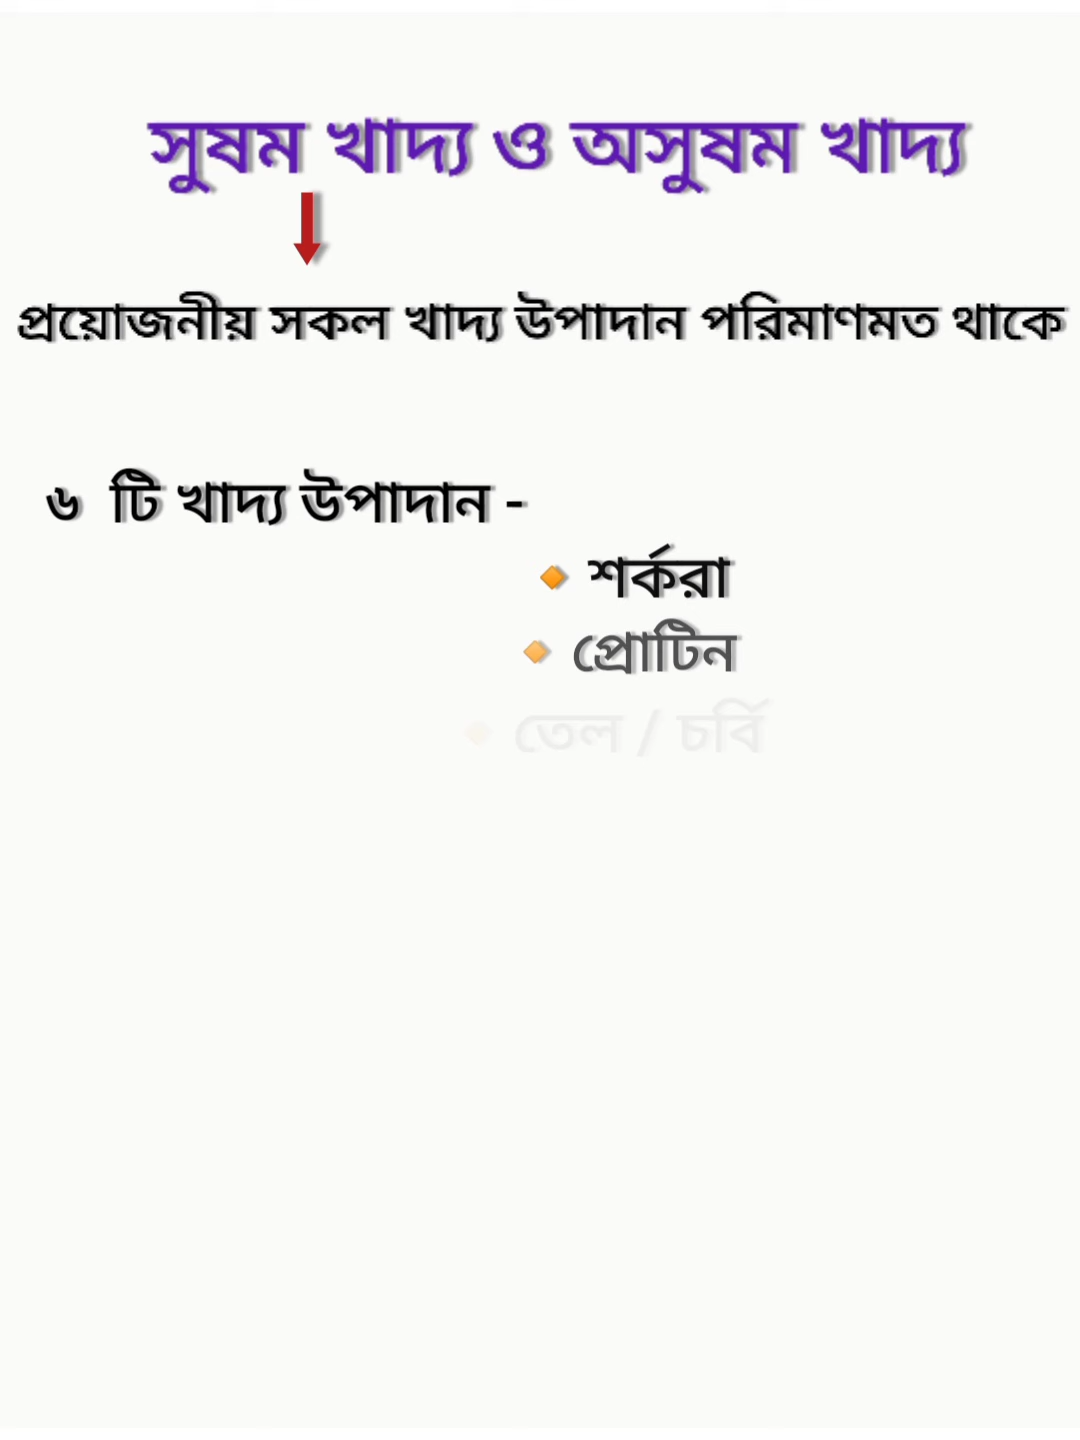 সুষম খাদ্য ও অসুষম খাদ্য
প্রয়োজনীয় সকল খাদ্য উপাদান পরিমাণমত থাকে
৬ টি খাদ্য উপাদান -
🔸 শর্করা
🔸 প্রোটিন
🔸 তেল / চর্বি